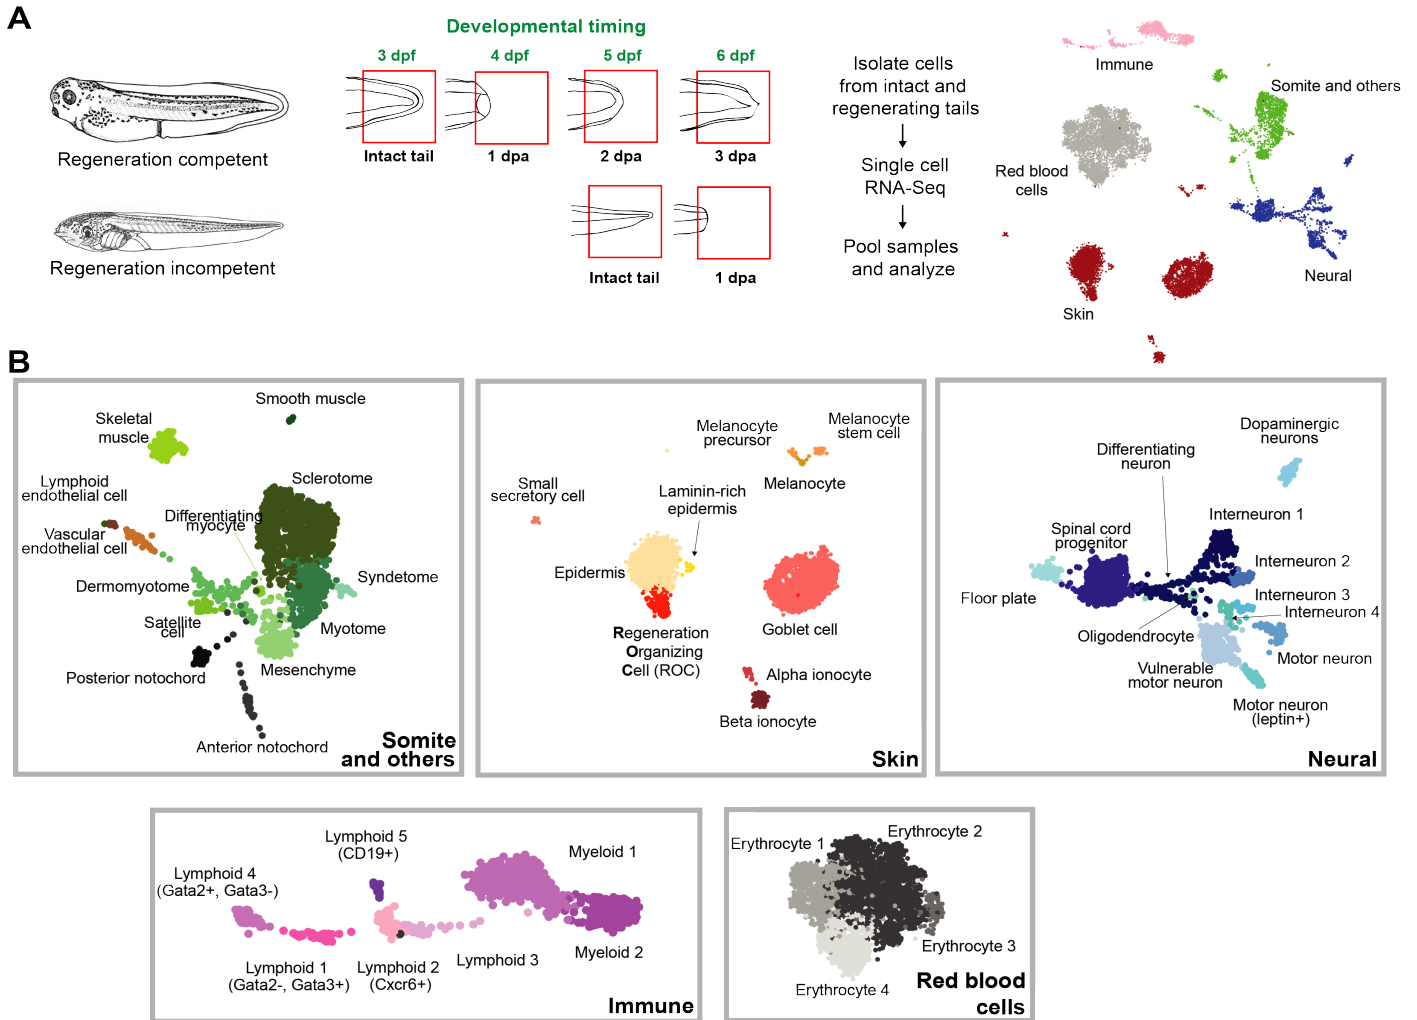 A
Developmental timing
3 dpf
4 dpf
5 dpf
6 dpf
Regeneration competent
Intact tail
1 dpa
2 dpa
3 dpa
Regeneration incompetent
Intact tail
1 dpa
Isolate cells
from intact and
regenerating tails
Single cell
RNA-Seq
Pool samples
and analyze
Immune
Somite and others
Red blood
cells
Neural
Skin
B
Smooth muscle
Skeletal
muscle
Sclerotome
Lymphoid
endothelial cell
Differentiating
myocyte
Vascular
endothelial cell
Dermomyotome
Syndetome
Satellite
cell
Myotome
Mesenchyme
Posterior notochord
Anterior notochord
Somite
and others
Melanocyte
precursor
Melanocyte
stem cell
Small
secretory cell
Laminin-rich
epidermis
Melanocyte
Epidermis
Goblet cell
Regeneration
Organizing
Cell (ROC)
Alpha ionocyte
Beta ionocyte
Skin
Dopaminergic
neurons
Differentiating
neuron
Interneuron 1
Spinal cord
progenitor
Interneuron 2
Floor plate
Interneuron 3
Interneuron 4
Oligodendrocyte
Motor neuron
Vulnerable
motor neuron
Motor neuron
(leptin+)
Neural
Lymphoid 5
(CD19+)
Myeloid 1
Lymphoid 4
(Gata2+, Gata3-)
Lymphoid 1
(Gata2-, Gata3+)
Lymphoid 2
(Cxcr6+)
Lymphoid 3
Myeloid 2
Immune
Erythrocyte 1
Erythrocyte 2
Erythrocyte 3
Erythrocyte 4
Red blood
cells